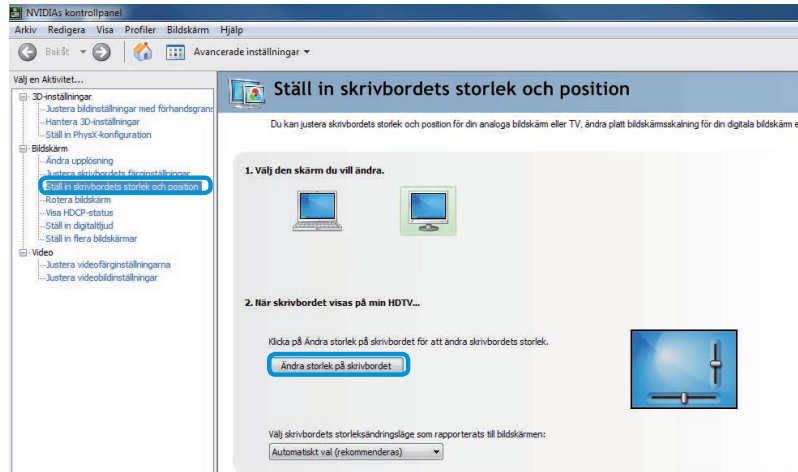 NVIDIAs kontrollpanel
Arkiv Redigera Visa Profiler Bildskärm Hjälp
Bakåt Avancerade inställningar
Välj en Aktivitet...
3D-inställningar
Justera bildinställningar med förhandsgrans
Hantera 3D-inställningar
Ställ in PhysX-konfiguration
Bildskärm
Ändra upplösning
Justera skrivbordets färginställningar
Ställ in skrivbordets storlek och position
Rotera bildskärm
Visa HDCP-status
Ställ in digitaltljud
Ställ in flera bildskärmar
Video
Justera videofärginställningarna
Justera videobildinställningar
Ställ in skrivbordets storlek och position
Du kan justera skrivbordets storlek och position för din analoga bildskärm eller TV, ändra platt bildskärmsskalning för din digitala bildskärm e
1. Välj den skärm du vill ändra.
2. När skrivbordet visas på min HDTV...
Klicka på Ändra storlek på skrivbordet för att ändra skrivbordets storlek.
Ändra storlek på skrivbordet
Välj skrivbordets storleksändringsläge som rapporterats till bildskärmen:
Automatiskt val (rekommenderas)